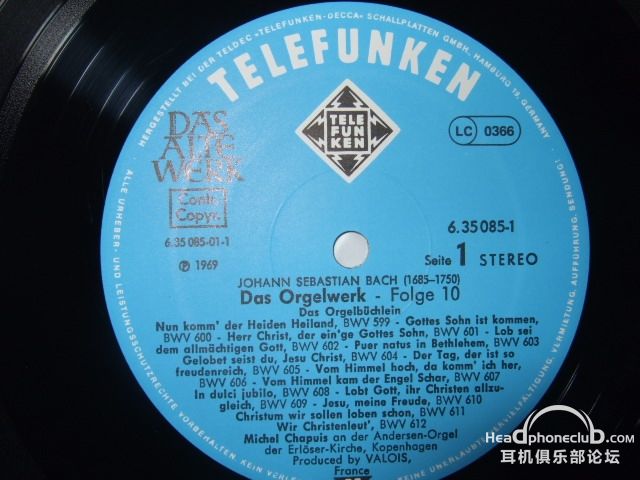 HERGESTELLT BEI DER TELDEC »TELEFUNKEN-DECCA« SCHALLPLATTEN GMBH, HAMBURG 19, GERMANY ·
TELEFUNKEN
DAS
ALTE
WERK
TELE
FUN
KEN
LC 0366
Contr.
Copyr.
6.35 085-01-1
℗ 1969
6.35 085-1
Seite 1 STEREO
JOHANN SEBASTIAN BACH (1685–1750)
Das Orgelwerk - Folge 10
Das Orgelbüchlein
Nun komm' der Heiden Heiland, BWV 599 - Gottes Sohn ist kommen,
BWV 600 - Herr Christ, der ein'ge Gottes Sohn, BWV 601 - Lob sei
dem allmächtigen Gott, BWV 602 - Puer natus in Bethlehem, BWV 603
Gelobet seist du, Jesu Christ, BWV 604 - Der Tag, der ist so
freudenreich, BWV 605 - Vom Himmel hoch, da komm' ich her,
BWV 606 - Vom Himmel kam der Engel Schar, BWV 607
In dulci jubilo, BWV 608 - Lobt Gott, ihr Christen allzu-
gleich, BWV 609 - Jesu, meine Freude, BWV 610
Christum wir sollen loben schon, BWV 611
Wir Christenleut', BWV 612
Michel Chapuis an der Andersen-Orgel
der Erlöser-Kirche, Kopenhagen
Produced by VALOIS,
France
ALLE URHEBER- UND LEISTUNGSSCHUTZRECHTE VORBEHALTEN KEIN
VERMIETUNG, AUFFÜHRUNG, SENDUNG!
HeadphoneClub.com
耳机俱乐部论坛